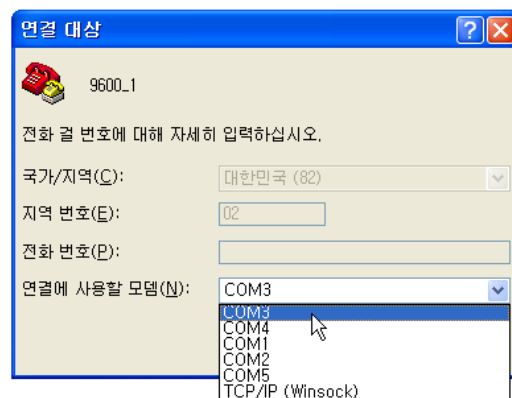 연결 대상
9600_1
전화 걸 번호에 대해 자세히 입력하십시오.
국가/지역(C): 대한민국 (82)
지역 번호(E): 02
전화 번호(P):
연결에 사용할 모뎀(N): COM3
COM3
COM4
COM1
COM2
COM5
TCP/IP (Winsock)